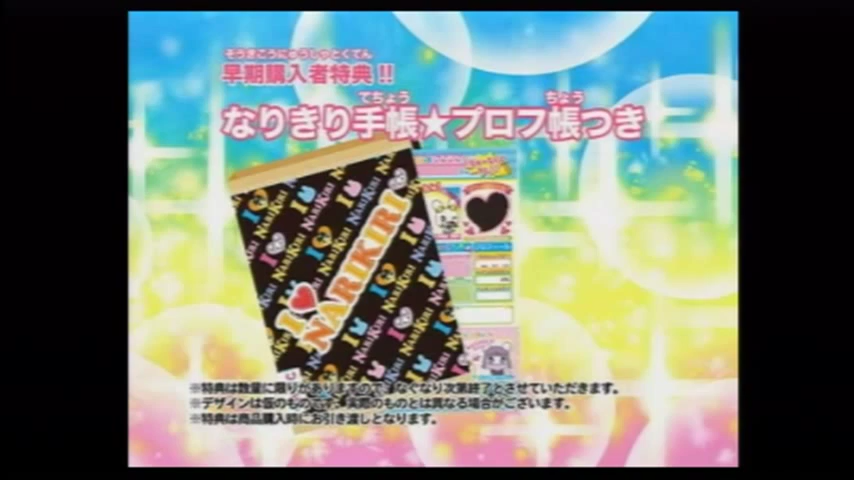 そうきこうにゅうしゃとくてん
早期購入者特典!!
てちょう ちょう
なりきり手帳★プロフ帳つき
I NARIKIRI
I ♥ NARIKIRI
※特典は数量に限りがありますので、なくなり次第終了とさせていただきます。
※デザインは仮のものです。実際のものとは異なる場合がございます。
※特典は商品購入時にお引き渡しとなります。